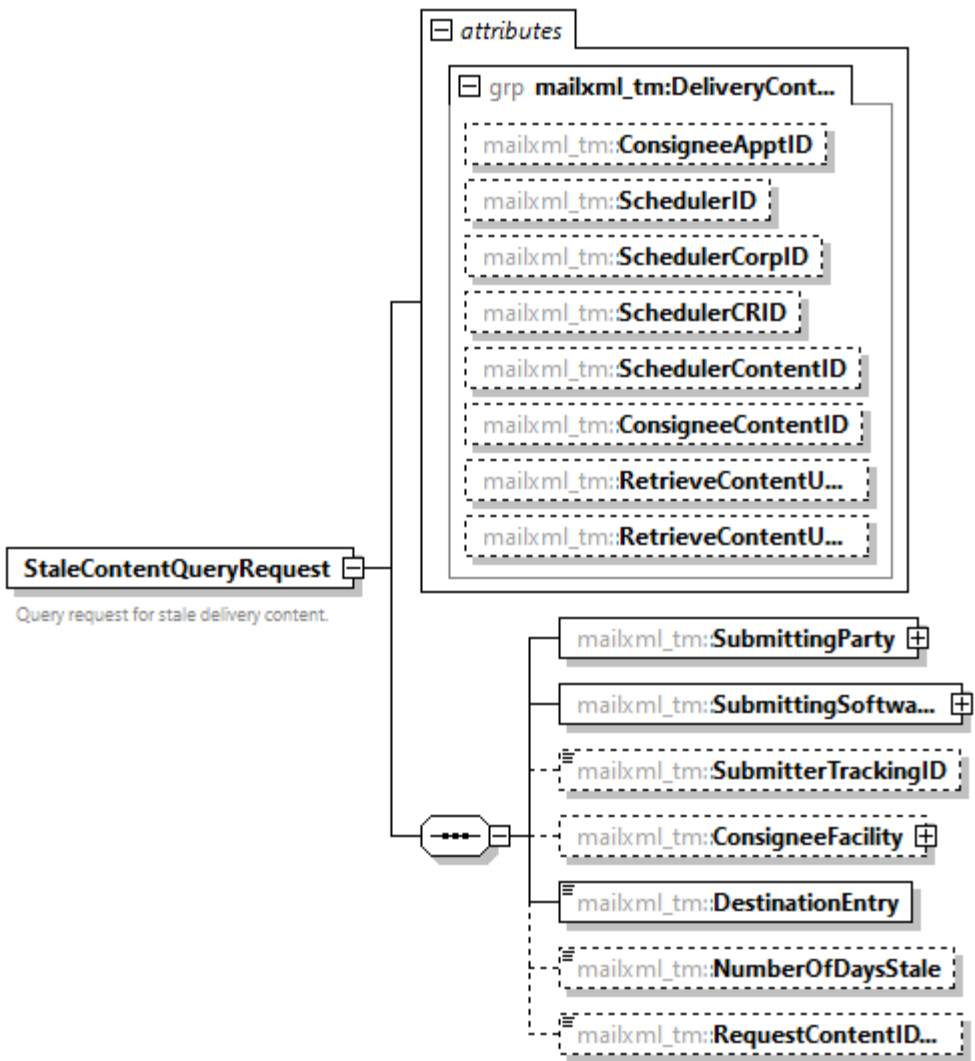 attributes
grp mailxml_tm:DeliveryCont...
mailxml_tm::ConsigneeApptID
mailxml_tm::SchedulerID
mailxml_tm::SchedulerCorpID
mailxml_tm::SchedulerCRID
mailxml_tm::SchedulerContentID
mailxml_tm::ConsigneeContentID
mailxml_tm::RetrieveContentU...
mailxml_tm::RetrieveContentU...
StaleContentQueryRequest
Query request for stale delivery content.
mailxml_tm::SubmittingParty
mailxml_tm::SubmittingSoftwa...
mailxml_tm::SubmitterTrackingID
mailxml_tm::ConsigneeFacility
mailxml_tm::DestinationEntry
mailxml_tm::NumberOfDaysStale
mailxml_tm::RequestContentID...